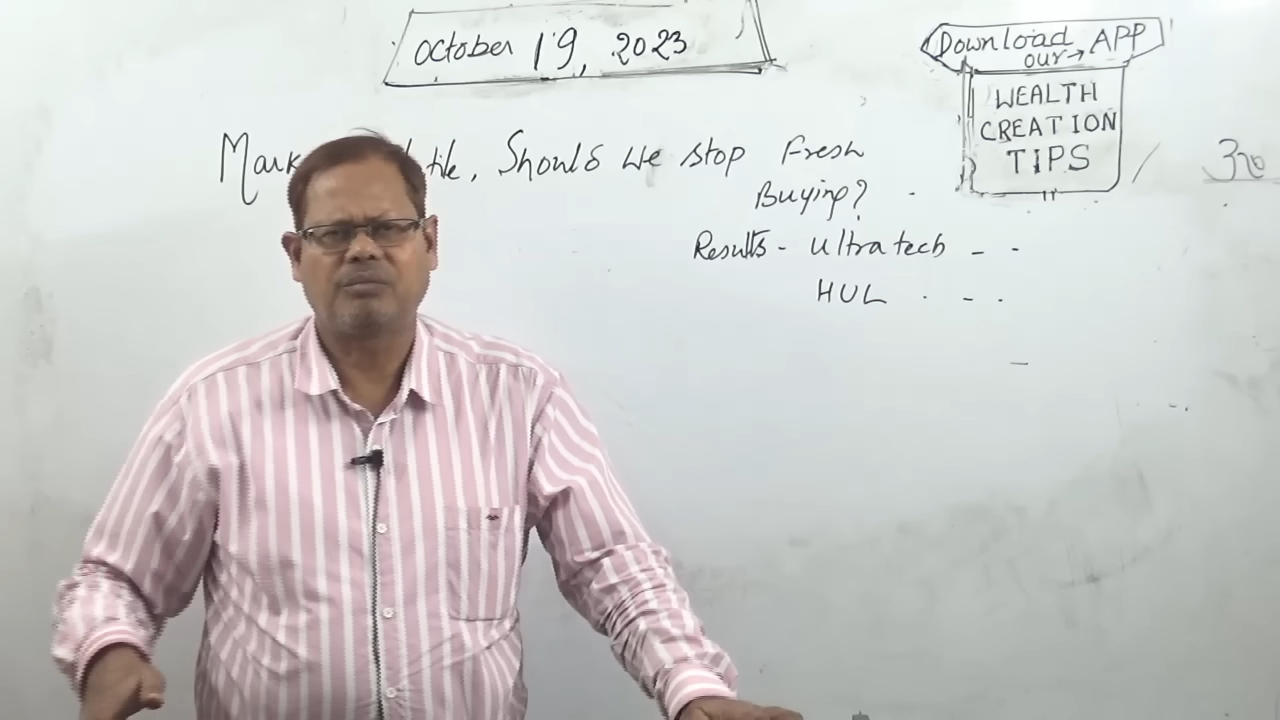 October 19, 2023
Download APP
our→
WEALTH
CREATION
TIPS
Mark tile, Should we stop Fresh
Buying?
Results - Ultratech - -
HUL . - .